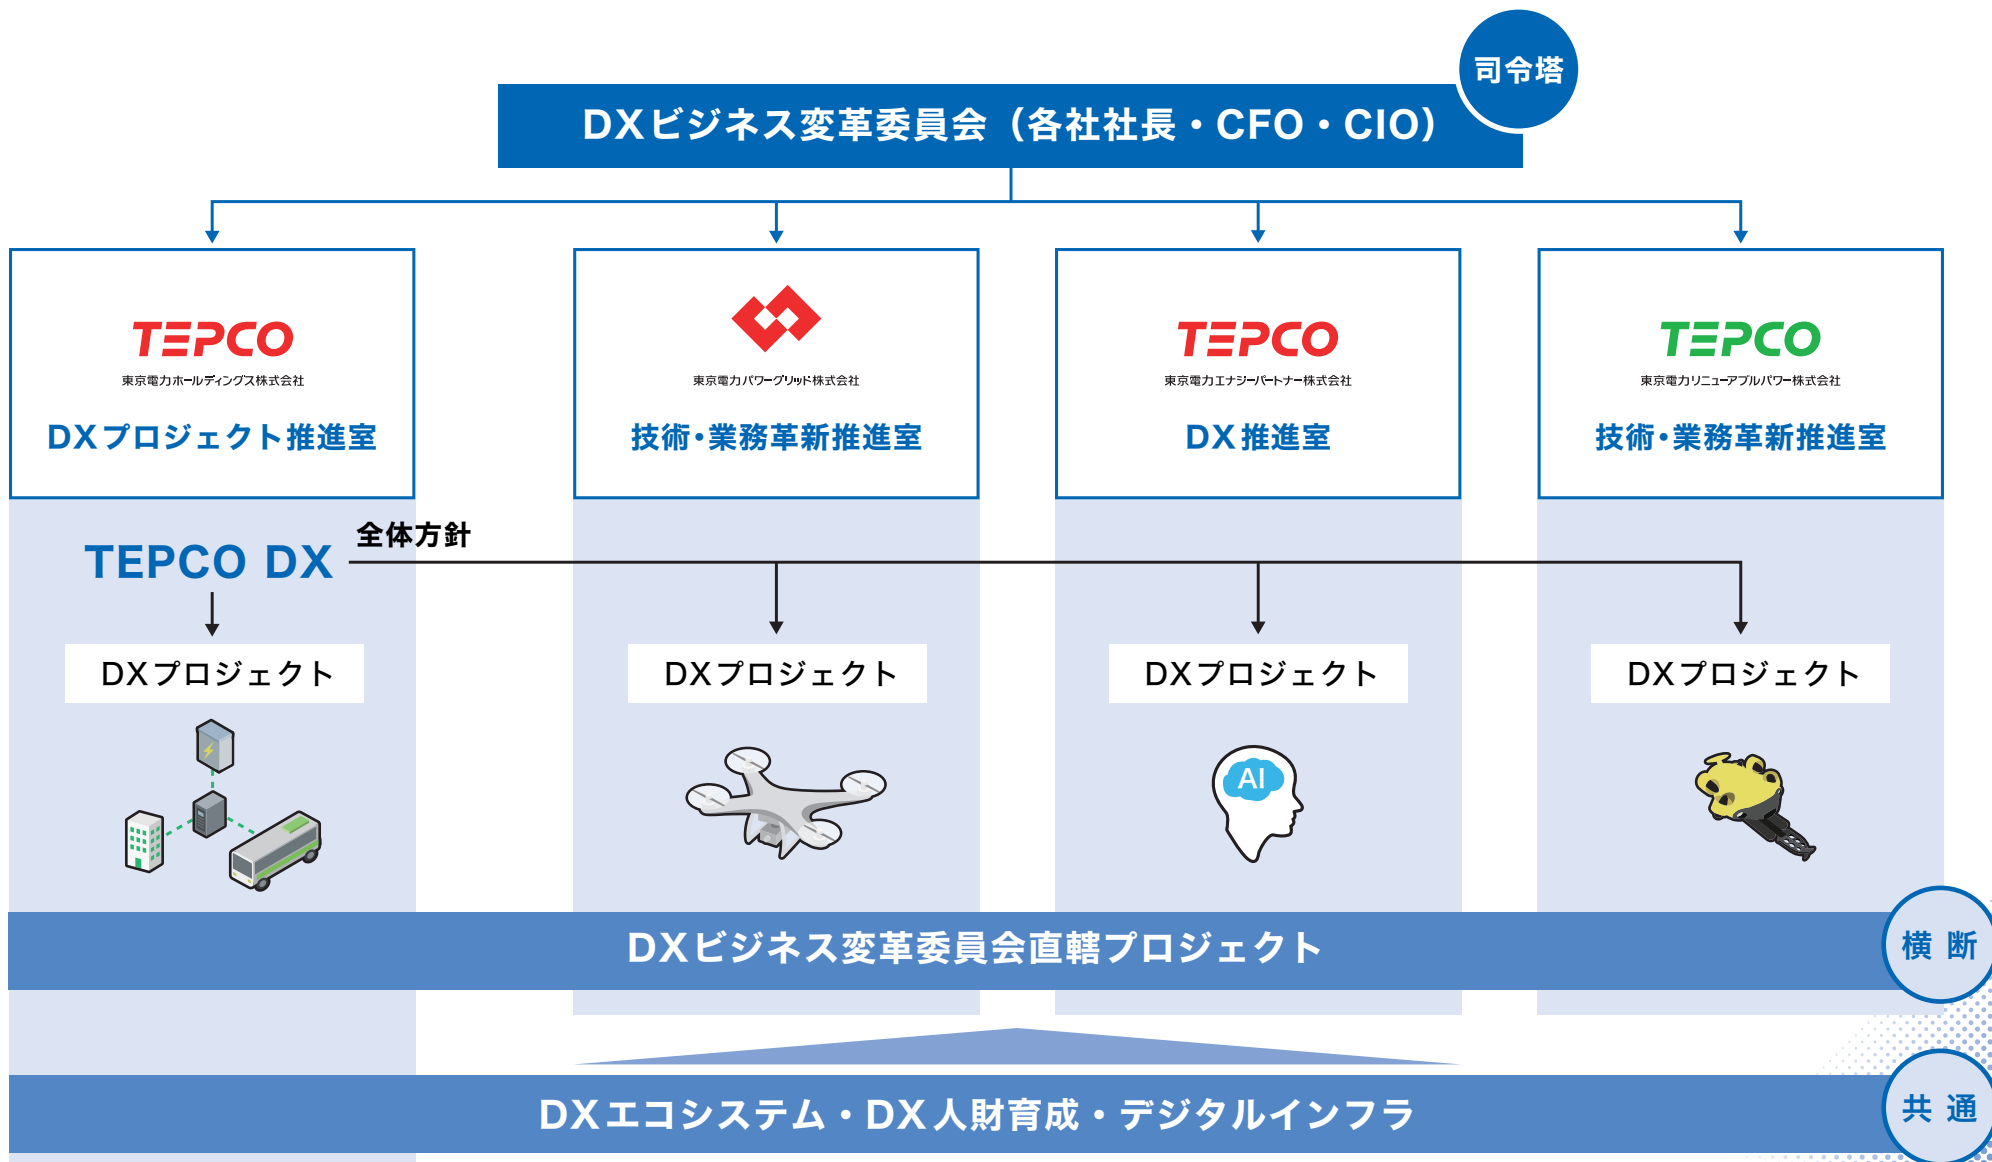 司令塔
DXビジネス変革委員会（各社社長・CFO・CIO）
TEPCO
東京電力ホールディングス株式会社
DXプロジェクト推進室
東京電力パワーグリッド株式会社
技術・業務革新推進室
TEPCO
東京電力エナジーパートナー株式会社
DX推進室
TEPCO
東京電力リニューアブルパワー株式会社
技術・業務革新推進室
TEPCO DX
全体方針
DXプロジェクト
DXプロジェクト
DXプロジェクト
DXプロジェクト
AI
DXビジネス変革委員会直轄プロジェクト
横断
DXエコシステム・DX人財育成・デジタルインフラ
共通